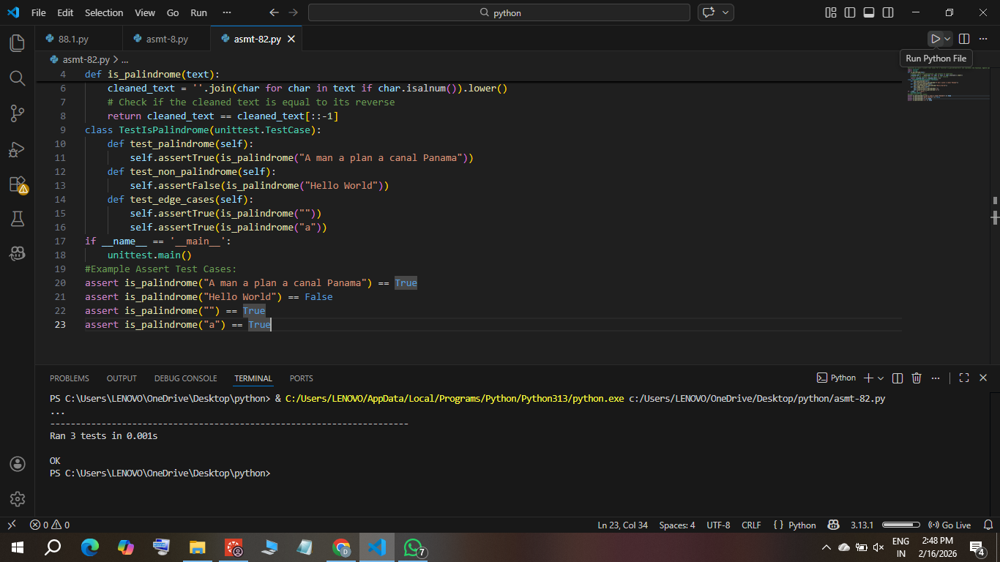 File Edit Selection View Go Run ··· python
88.1.py asmt-8.py asmt-82.py
Run Python File
asmt-82.py > ...
4 def is_palindrome(text):
6 cleaned_text = ''.join(char for char in text if char.isalnum()).lower()
7 # Check if the cleaned text is equal to its reverse
8 return cleaned_text == cleaned_text[::-1]
9 class TestIsPalindrome(unittest.TestCase):
10 def test_palindrome(self):
11 self.assertTrue(is_palindrome("A man a plan a canal Panama"))
12 def test_non_palindrome(self):
13 self.assertFalse(is_palindrome("Hello World"))
14 def test_edge_cases(self):
15 self.assertTrue(is_palindrome(""))
16 self.assertTrue(is_palindrome("a"))
17 if __name__ == '__main__':
18 unittest.main()
19 #Example Assert Test Cases:
20 assert is_palindrome("A man a plan a canal Panama") == True
21 assert is_palindrome("Hello World") == False
22 assert is_palindrome("") == True
23 assert is_palindrome("a") == True
PROBLEMS OUTPUT DEBUG CONSOLE TERMINAL PORTS Python
PS C:\Users\LENOVO\OneDrive\Desktop\python> & C:/Users/LENOVO/AppData/Local/Programs/Python/Python313/python.exe c:/Users/LENOVO/OneDrive/Desktop/python/asmt-82.py
...
----------------------------------------------------------------------
Ran 3 tests in 0.001s
OK
PS C:\Users\LENOVO\OneDrive\Desktop\python>
0 0 Ln 23, Col 34 Spaces: 4 UTF-8 CRLF { } Python 3.13.1 Go Live
7 ENG 2:48 PM
IN 2/16/2026 4